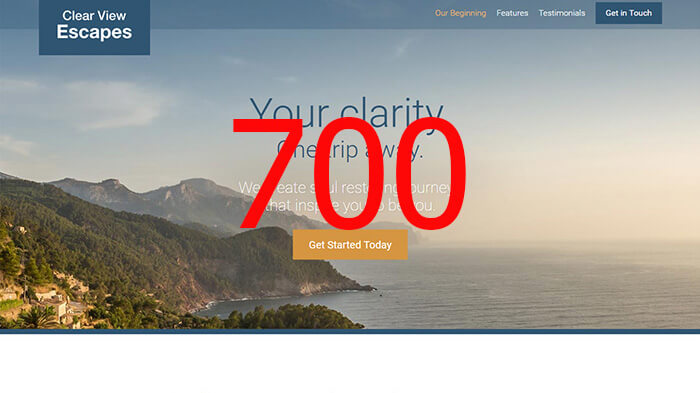 Clear View
Escapes
Our Beginning Features Testimonials Get in Touch
Your clarity.
One trip away.
700
We create soul restoring journeys
that inspire you to be you.
Get Started Today